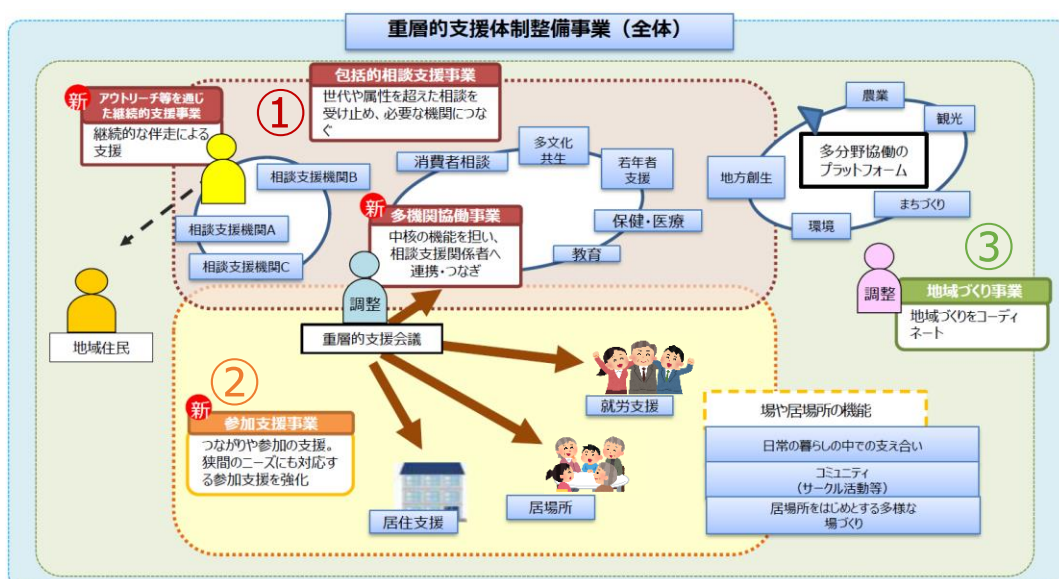 重層的支援体制整備事業（全体）
新
アウトリーチ等を通じ
た継続的支援事業
継続的な伴走による
支援
①
包括的相談支援事業
世代や属性を超えた相談を
受け止め、必要な機関につな
ぐ
相談支援機関B
相談支援機関A
相談支援機関C
消費者相談
多文化
共生
若年者
支援
保健・医療
教育
新
多機関協働事業
中核の機能を担い、
相談支援関係者へ
連携・つなぎ
農業
観光
多分野協働の
プラットフォーム
地方創生
まちづくり
環境
③
調整
地域づくり事業
地域づくりをコーディ
ネート
地域住民
調整
重層的支援会議
②
新
参加支援事業
つながりや参加の支援。
狭間のニーズにも対応す
る参加支援を強化
就労支援
居場所
居住支援
場や居場所の機能
日常の暮らしの中での支え合い
コミュニティ
（サークル活動等）
居場所をはじめとする多様な
場づくり